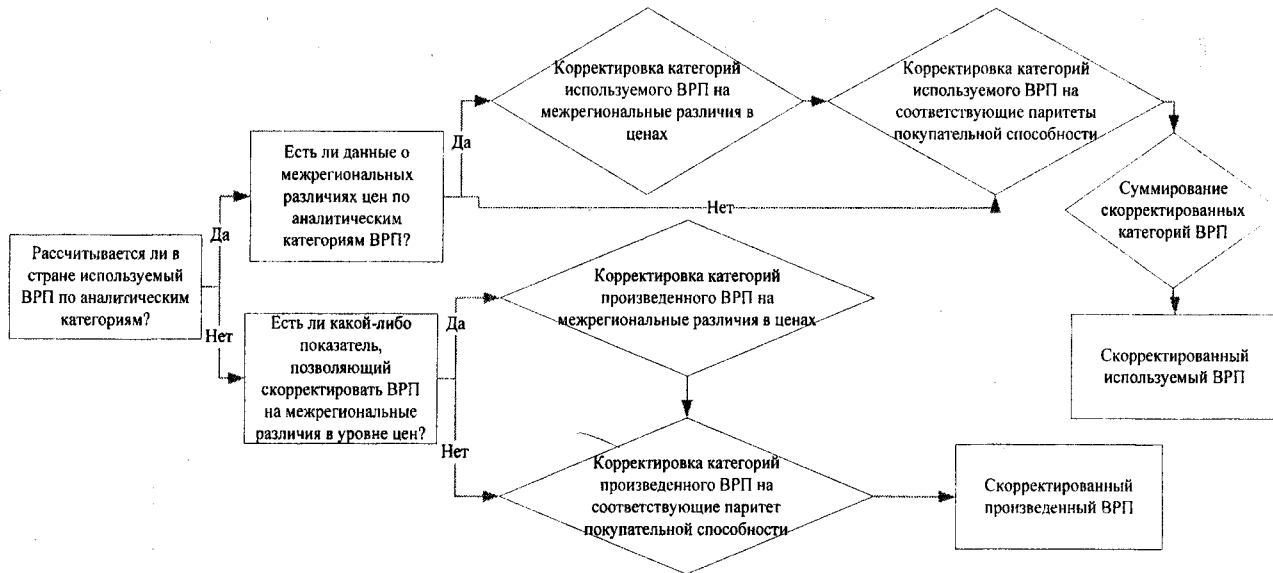 Рассчитывается ли в
стране используемый
ВРП по аналитическим
категориям?
Да
Нет
Есть ли данные о
межрегиональных
различиях цен по
аналитическим
категориям ВРП?
Да
Нет
Корректировка категорий
используемого ВРП на
межрегиональные различия в
ценах
Корректировка категорий
используемого ВРП на
соответствующие паритеты
покупательной способности
Суммирование
скорректированных
категорий ВРП
Скорректированный
используемый ВРП
Есть ли какой-либо
показатель,
позволяющий
скорректировать ВРП
на межрегиональные
различия в уровне цен?
Да
Нет
Корректировка категорий
произведенного ВРП на
межрегиональные различия в ценах
Корректировка категорий
произведенного ВРП на
соответствующие паритет
покупательной способности
Скорректированный
произведенный ВРП